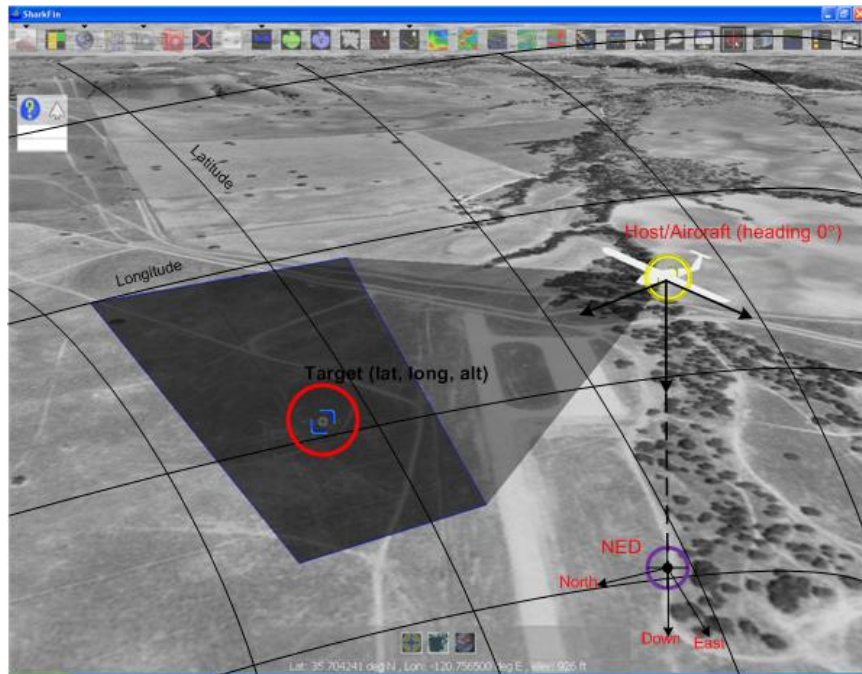 SharkFin
Latitude
Host/Aircraft (heading 0°)
Longitude
Target (lat, long, alt)
NED
North
Down
East
Lat: 35.704241 deg N , Lon: -120.756500 deg E , elev: 926 ft